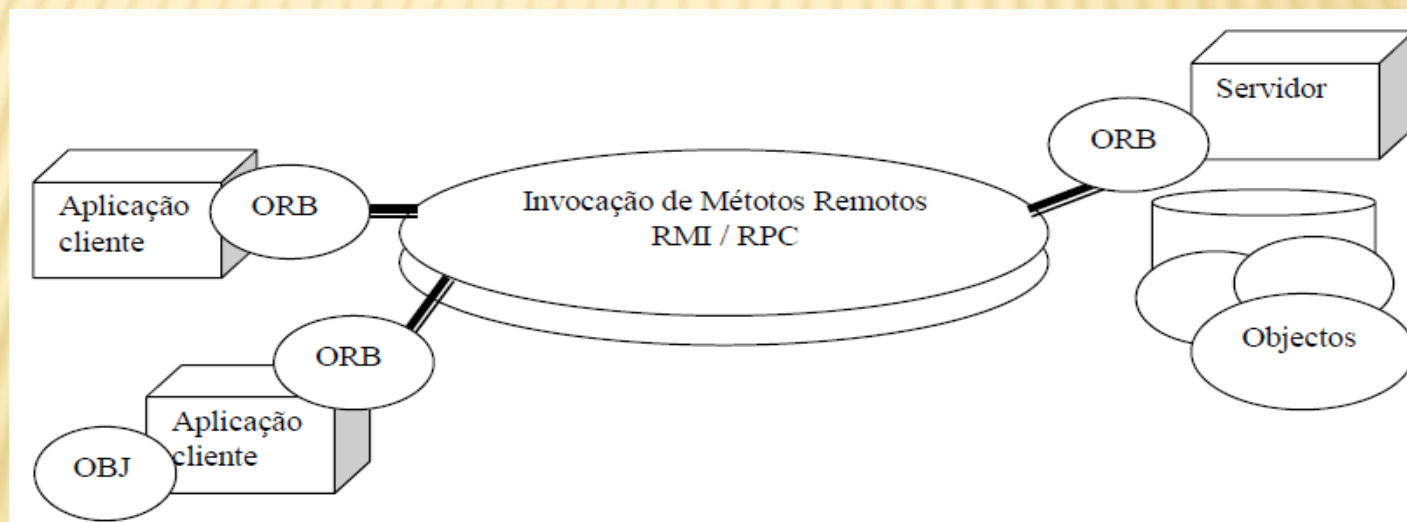 Servidor
ORB
Aplicação
cliente
ORB
Invocação de Métotos Remotos
RMI / RPC
ORB
Aplicação
cliente
OBJ
Objectos